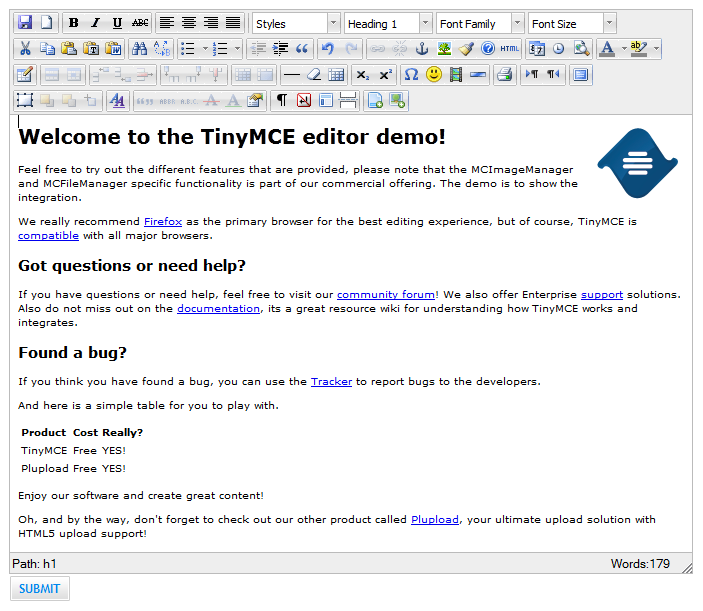 B I U ABC Styles Heading 1 Font Family Font Size
HTML A ab
x₂ x² Ω
¶
Welcome to the TinyMCE editor demo!
Feel free to try out the different features that are provided, please note that the MCImageManager
and MCFileManager specific functionality is part of our commercial offering. The demo is to show the
integration.
We really recommend Firefox as the primary browser for the best editing experience, but of course, TinyMCE is
compatible with all major browsers.
Got questions or need help?
If you have questions or need help, feel free to visit our community forum! We also offer Enterprise support solutions.
Also do not miss out on the documentation, its a great resource wiki for understanding how TinyMCE works and
integrates.
Found a bug?
If you think you have found a bug, you can use the Tracker to report bugs to the developers.
And here is a simple table for you to play with.
Product Cost Really?
TinyMCE Free YES!
Plupload Free YES!
Enjoy our software and create great content!
Oh, and by the way, don't forget to check out our other product called Plupload, your ultimate upload solution with
HTML5 upload support!
Path: h1 Words:179
SUBMIT